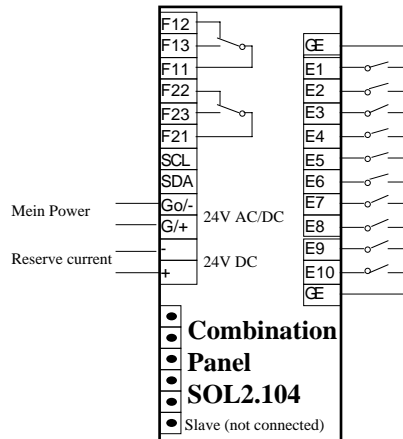 F12
F13
F11
F22
F23
F21
SCL
SDA
Mein Power
Go/-
G/+
24V AC/DC
Reserve current
-
+
24V DC
GE
E1
E2
E3
E4
E5
E6
E7
E8
E9
E10
GE
Combination
Panel
SOL2.104
Slave (not connected)